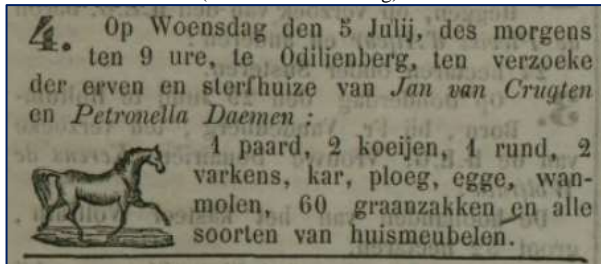 4. Op Woensdag den 5 Julij, des morgens
ten 9 ure, te Odiliënberg, ten verzoeke
der erven en sterfhuize van Jan van Crugten
en Petronella Daemen :
1 paard, 2 koeijen, 1 rund, 2
varkens, kar, ploeg, egge, wan-
molen, 60 graanzakken en alle
soorten van huismeubelen.